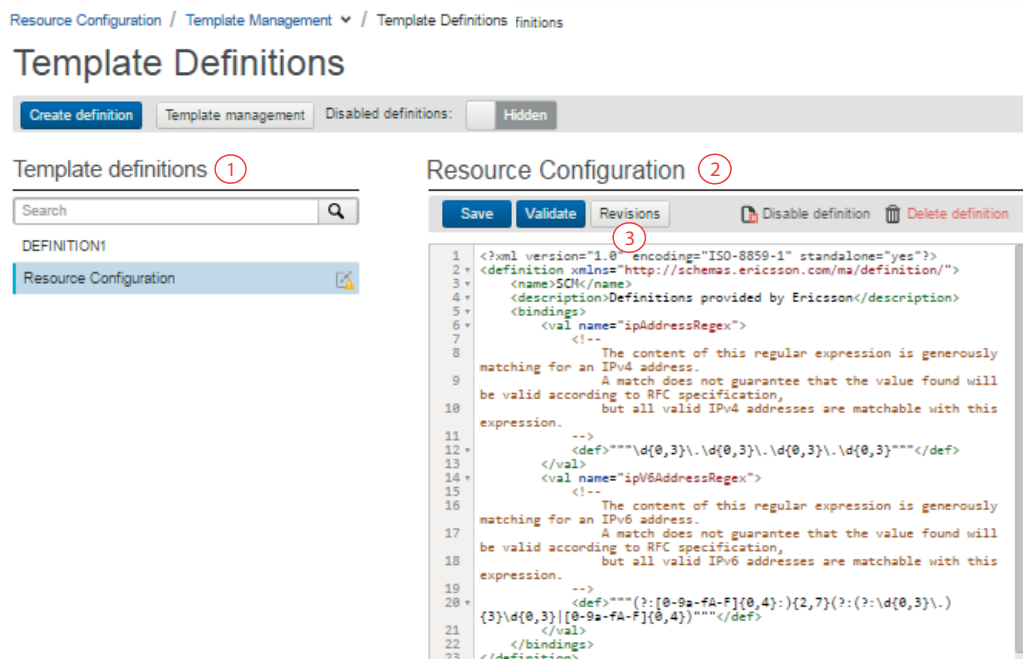 Resource Configuration / Template Management / Template Definitions finitions
Template Definitions
Create definition Template management Disabled definitions: Hidden
Template definitions 1
Search
DEFINITION1
Resource Configuration
Resource Configuration 2
Save Validate Revisions Disable definition Delete definition
3
1 <?xml version="1.0" encoding="ISO-8859-1" standalone="yes"?>
2 <definition xmlns="http://schemas.ericsson.com/ma/definition/">
3 <name>SCM</name>
4 <description>Definitions provided by Ericsson</description>
5 <bindings>
6 <val name="ipAddressRegex">
7 <!--
8 The content of this regular expression is generously
matching for an IPv4 address.
9 A match does not guarantee that the value found will
be valid according to RFC specification,
10 but all valid IPv4 addresses are matchable with this
expression.
11 -->
12 <def>"""\d{0,3}\.\d{0,3}\.\d{0,3}\.\d{0,3}"""</def>
13 </val>
14 <val name="ipV6AddressRegex">
15 <!--
16 The content of this regular expression is generously
matching for an IPv6 address.
17 A match does not guarantee that the value found will
be valid according to RFC specification,
18 but all valid IPv6 addresses are matchable with this
expression.
19 -->
20 <def>"""(?:[0-9a-fA-F]{0,4}:){2,7}(?:(?:\d{0,3}\.)
{3}\d{0,3}|[0-9a-fA-F]{0,4})"""</def>
21 </val>
22 </bindings>
23 </definition>